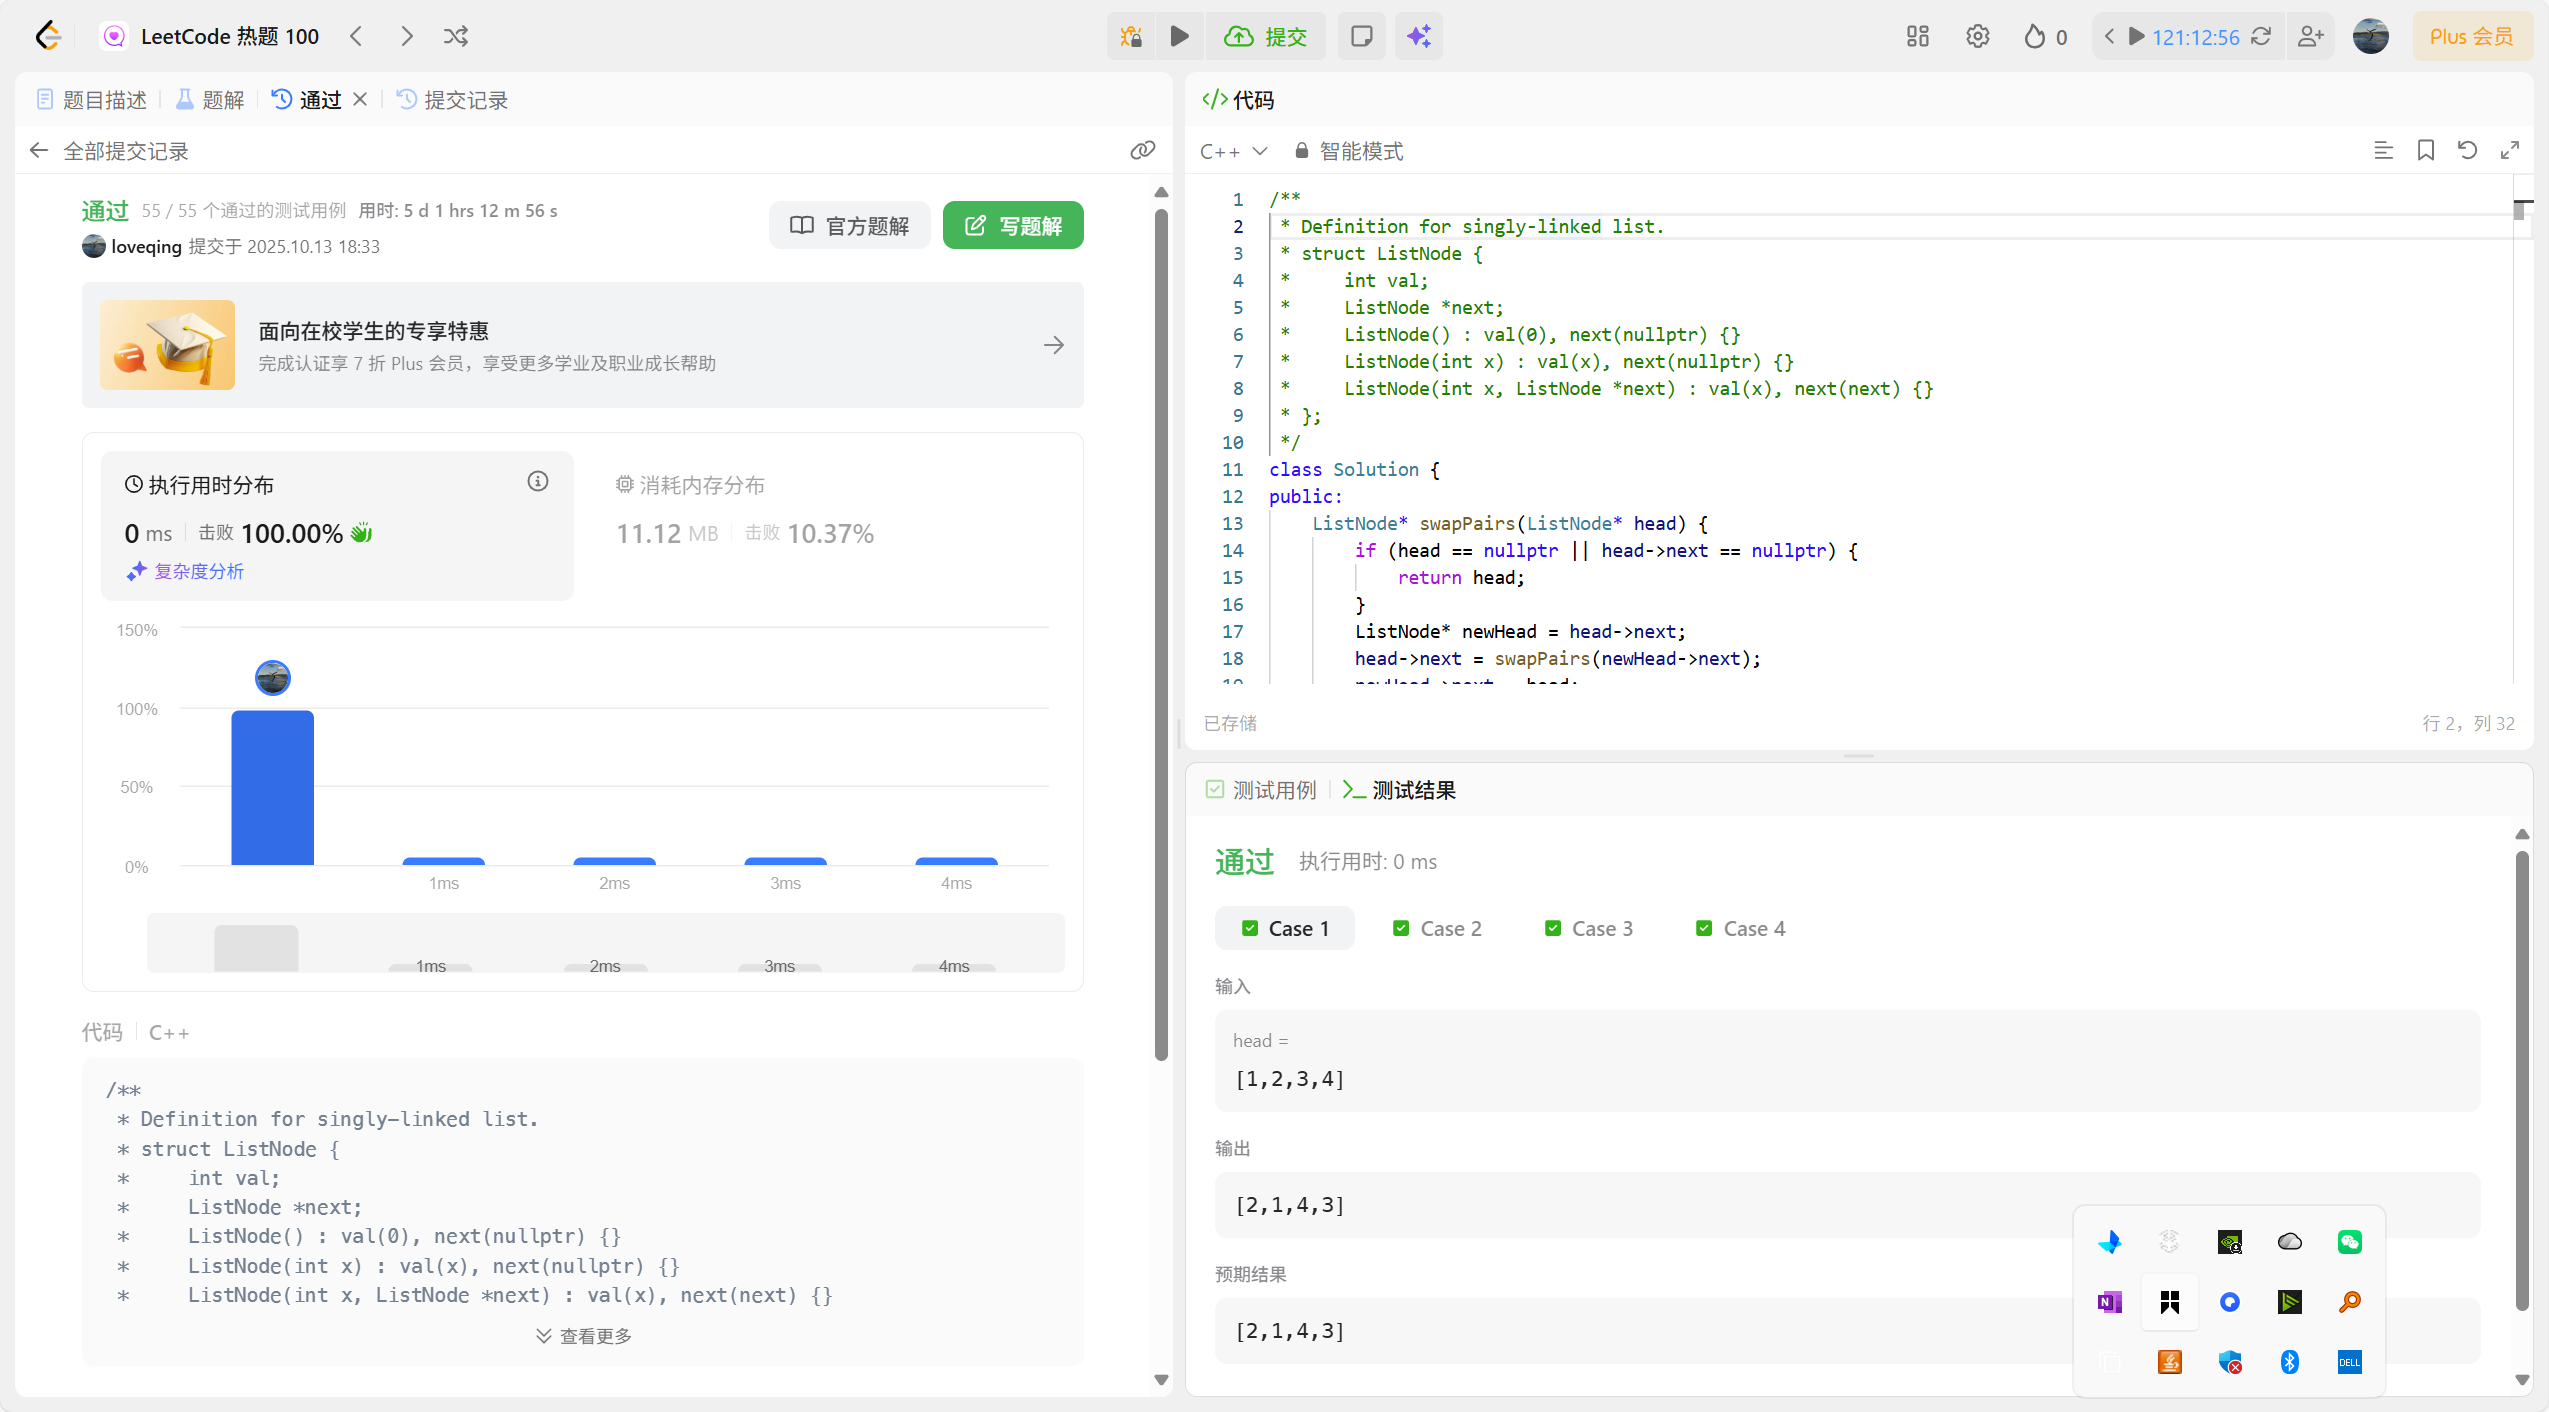 LeetCode 热题 100
提交
0
121:12:56
Plus 会员
题目描述
题解
通过
提交记录
全部提交记录
通过 55 / 55 个通过的测试用例 用时: 5 d 1 hrs 12 m 56 s
loveqing 提交于 2025.10.13 18:33
官方题解
写题解
面向在校学生的专享特惠
完成认证享 7 折 Plus 会员，享受更多学业及职业成长帮助
执行用时分布
0 ms 击败 100.00%
复杂度分析
消耗内存分布
11.12 MB 击败 10.37%
150%
100%
50%
0%
1ms 2ms 3ms 4ms
1ms 2ms 3ms 4ms
代码 C++
/**
 * Definition for singly-linked list.
 * struct ListNode {
 *     int val;
 *     ListNode *next;
 *     ListNode() : val(0), next(nullptr) {}
 *     ListNode(int x) : val(x), next(nullptr) {}
 *     ListNode(int x, ListNode *next) : val(x), next(next) {}
查看更多
</> 代码
C++ 智能模式
1 /**
2  * Definition for singly-linked list.
3  * struct ListNode {
4  *     int val;
5  *     ListNode *next;
6  *     ListNode() : val(0), next(nullptr) {}
7  *     ListNode(int x) : val(x), next(nullptr) {}
8  *     ListNode(int x, ListNode *next) : val(x), next(next) {}
9  * };
10  */
11 class Solution {
12 public:
13     ListNode* swapPairs(ListNode* head) {
14         if (head == nullptr || head->next == nullptr) {
15             return head;
16         }
17         ListNode* newHead = head->next;
18         head->next = swapPairs(newHead->next);
19         newHead->next = head;
已存储
行 2，列 32
测试用例
测试结果
通过 执行用时: 0 ms
Case 1 Case 2 Case 3 Case 4
输入
head =
[1,2,3,4]
输出
[2,1,4,3]
预期结果
[2,1,4,3]
N
DELL